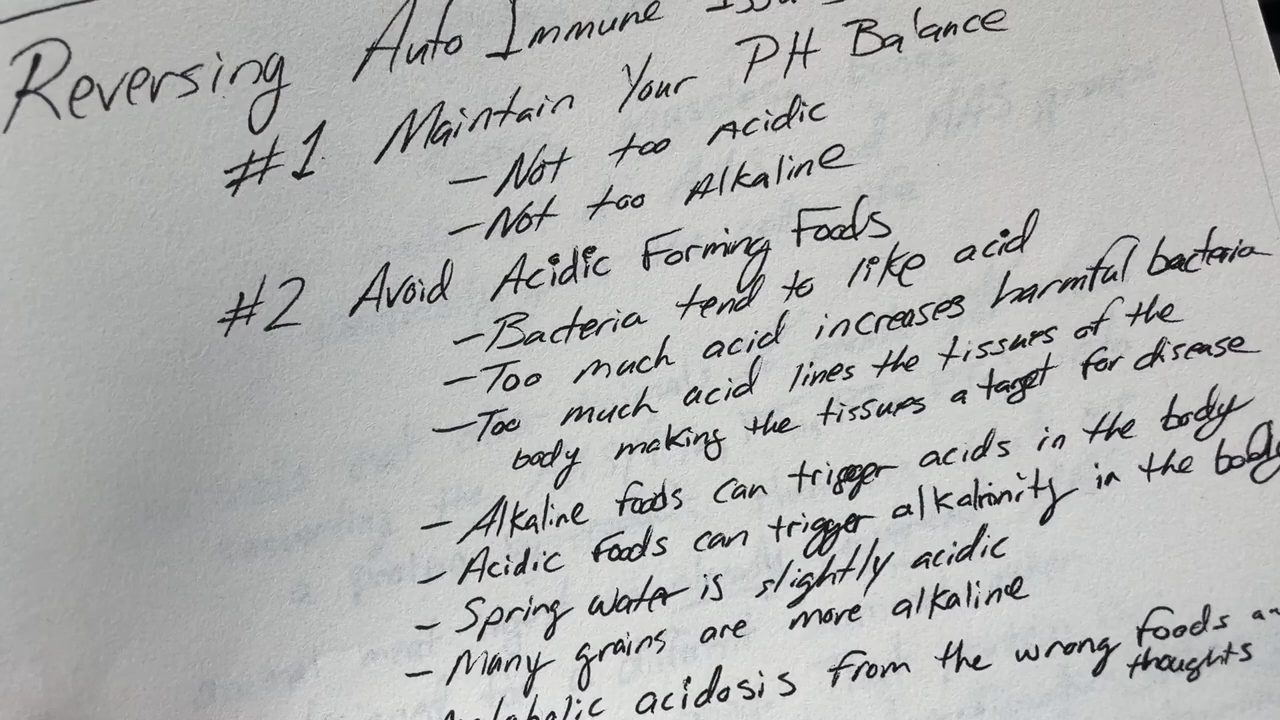 Reversing Auto Immune
#1 Maintain Your PH Balance
- Not too Acidic
- Not too Alkaline
#2 Avoid Acidic Forming Foods
- Bacteria tend to like acid
- Too much acid increases harmful bacteria
- Too much acid lines the tissues of the
body making the tissues a target for disease
- Alkaline foods can trigger acids in the body
- Acidic Foods can trigger alkalinity in the body
- Spring water is slightly acidic
- Many grains are more alkaline
acidosis from the wrong foods
thoughts